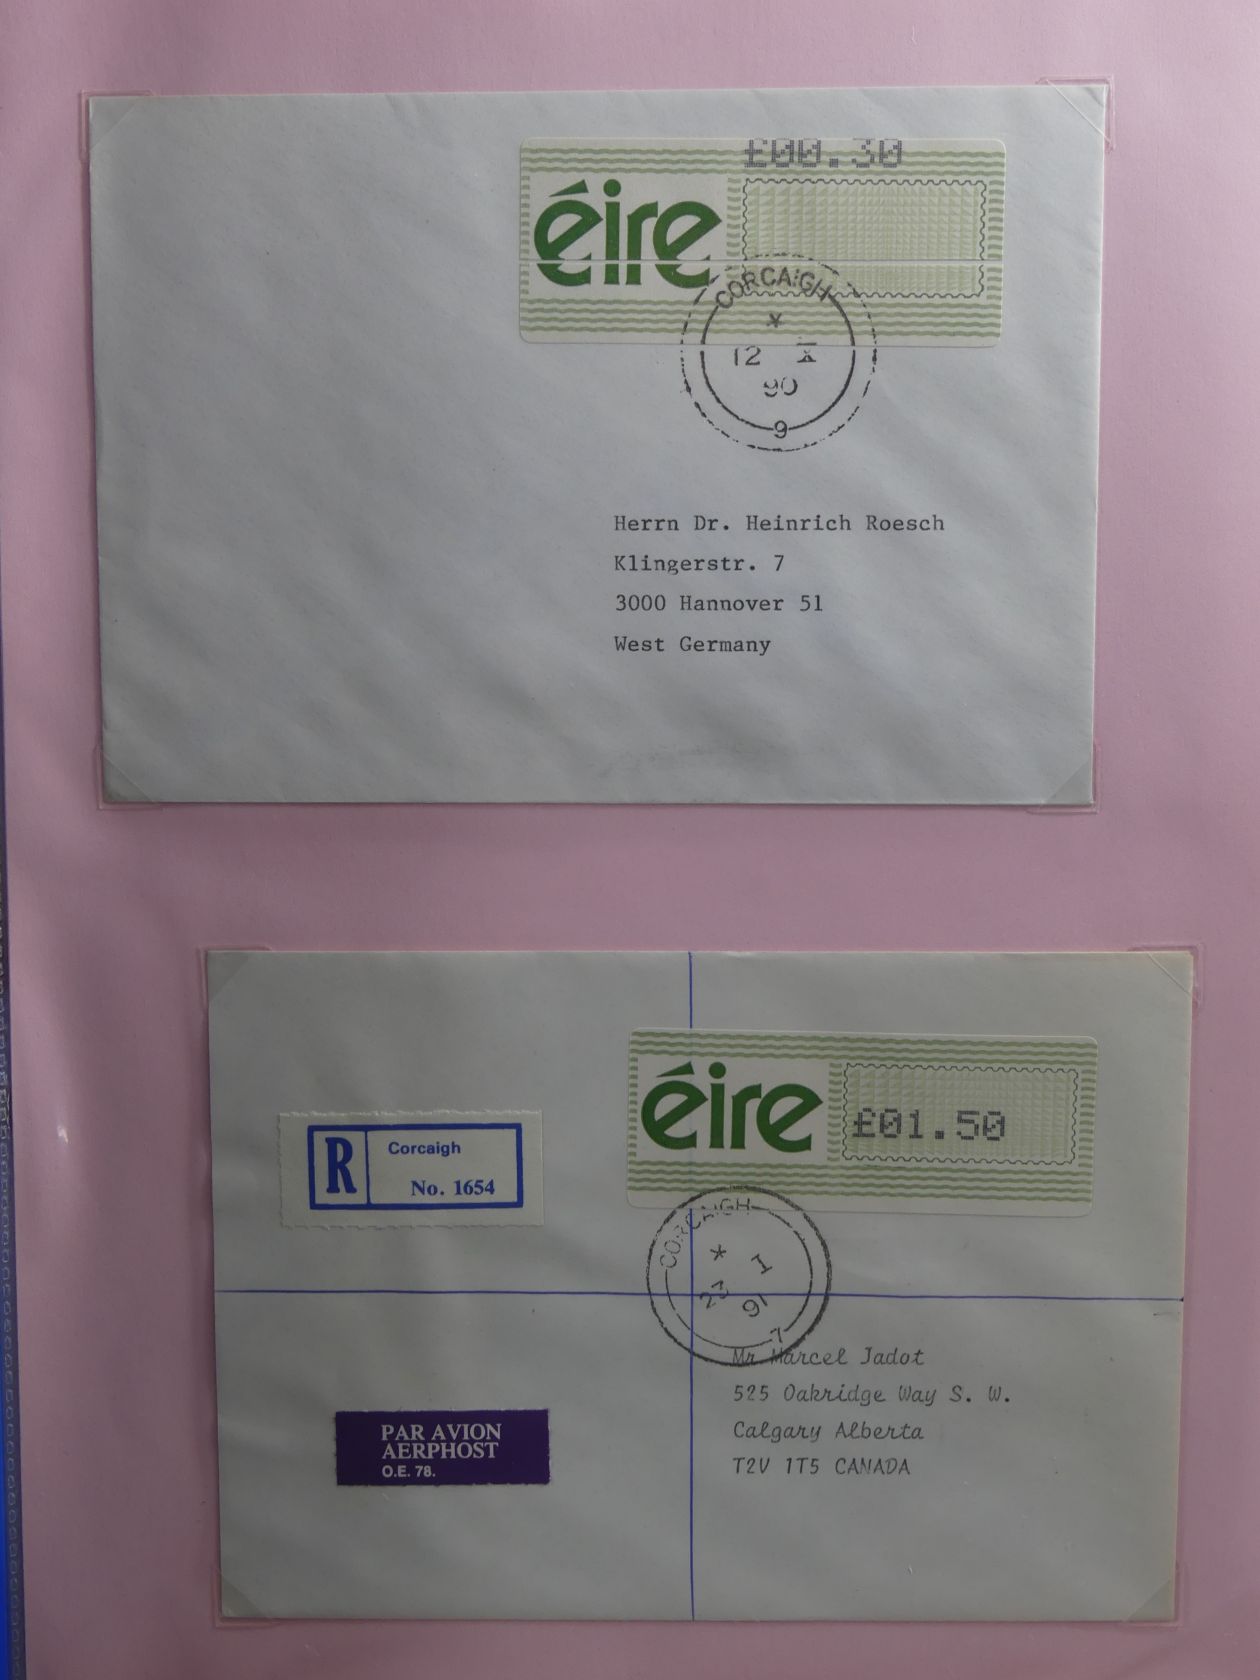 £00.30
éire
CORCAIGH
*
12 X
90
9
Herrn Dr. Heinrich Roesch
Klingerstr. 7
3000 Hannover 51
West Germany
éire
£01.50
R Corcaigh
No. 1654
CORCAIGH
*
23 I
91
7
Mr Marcel Jadot
525 Oakridge Way S. W.
Calgary Alberta
T2V 1T5 CANADA
PAR AVION
AERPHOST
O.E. 78.